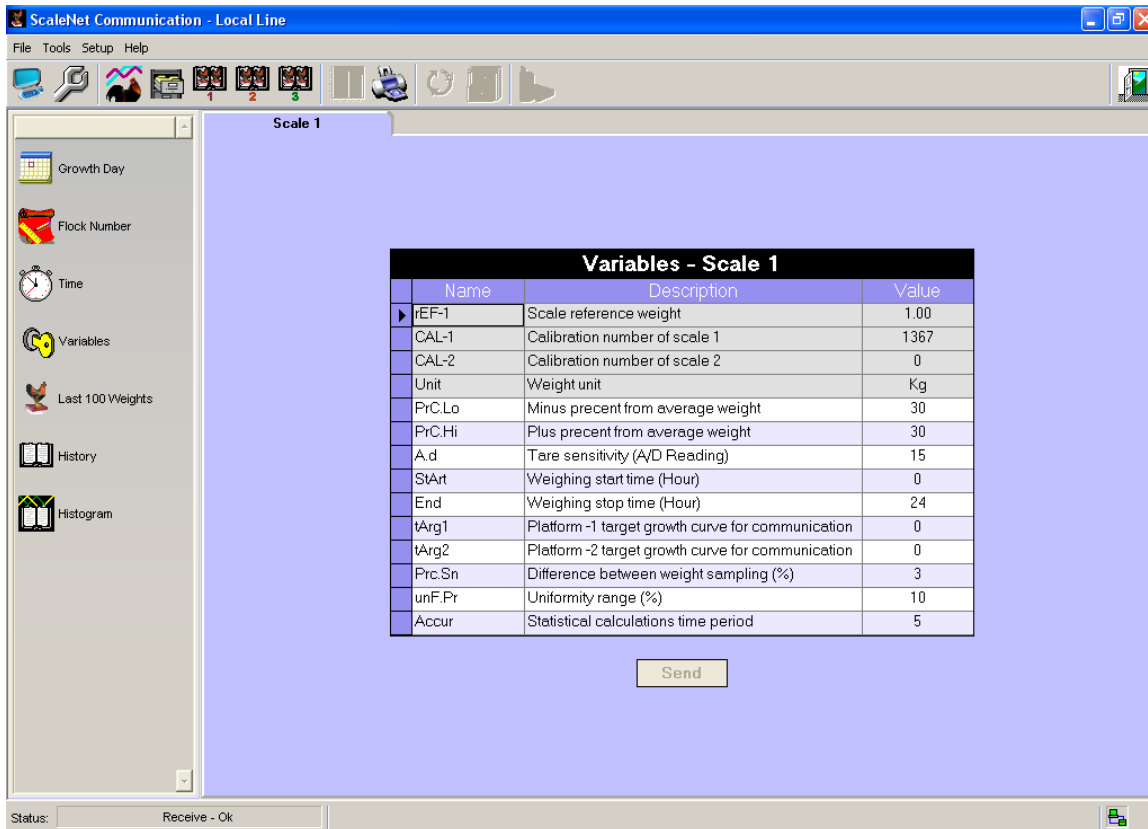 ScaleNet Communication - Local Line
File Tools Setup Help
1 2 3
Scale 1
Growth Day
Flock Number
Time
Variables
Last 100 Weights
History
Histogram
Variables - Scale 1
Name Description Value
rEF-1 Scale reference weight 1.00
CAL-1 Calibration number of scale 1 1367
CAL-2 Calibration number of scale 2 0
Unit Weight unit Kg
PrC.Lo Minus precent from average weight 30
PrC.Hi Plus precent from average weight 30
A.d Tare sensitivity (A/D Reading) 15
StArt Weighing start time (Hour) 0
End Weighing stop time (Hour) 24
tArg1 Platform -1 target growth curve for communication 0
tArg2 Platform -2 target growth curve for communication 0
Prc.Sn Difference between weight sampling (%) 3
unF.Pr Uniformity range (%) 10
Accur Statistical calculations time period 5
Send
Status: Receive - Ok